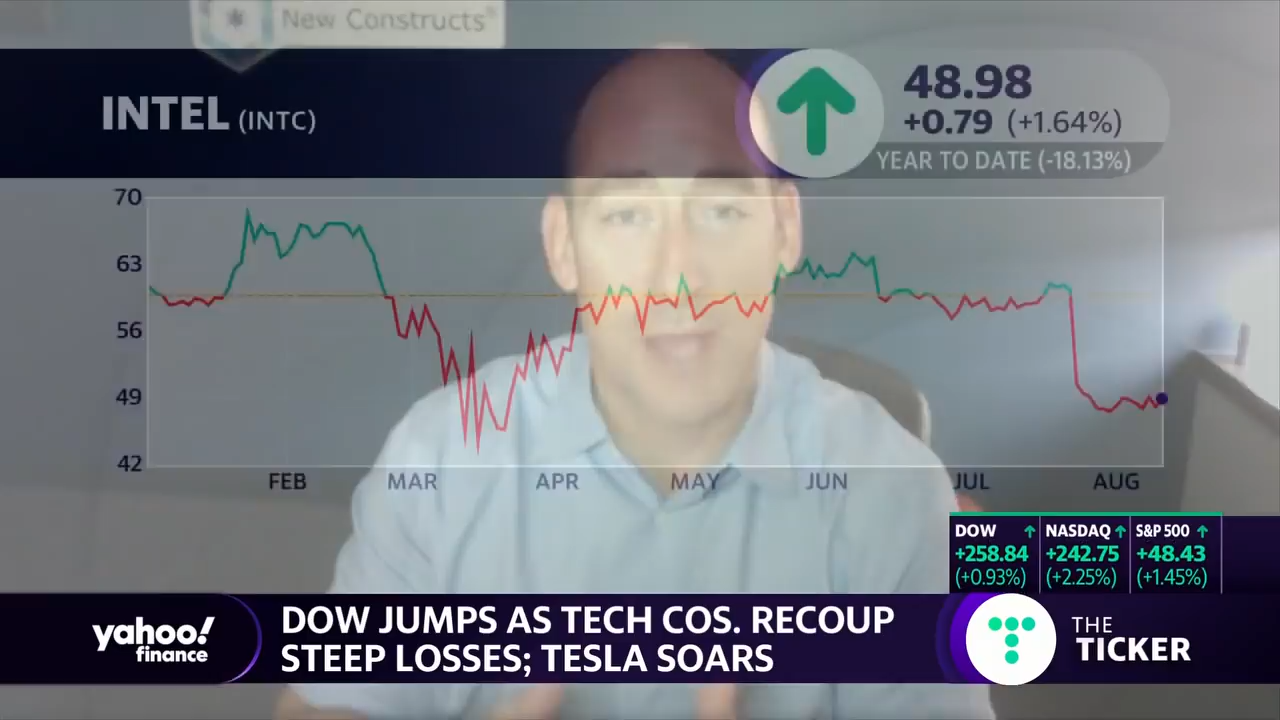 New Constructs®
INTEL (INTC)
48.98
+0.79 (+1.64%)
YEAR TO DATE (-18.13%)
70
63
56
49
42
FEB MAR APR MAY JUN JUL AUG
DOW NASDAQ S&P 500
+258.84 +242.75 +48.43
(+0.93%) (+2.25%) (+1.45%)
yahoo!
finance
DOW JUMPS AS TECH COS. RECOUP
STEEP LOSSES; TESLA SOARS
THE
TICKER